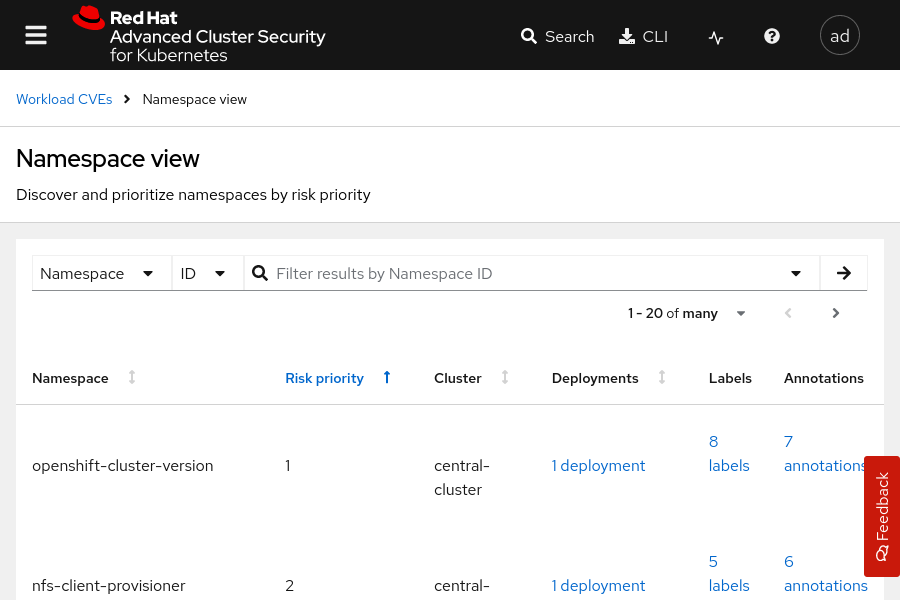 Red Hat
Advanced Cluster Security
for Kubernetes
Search
CLI
ad
Workload CVEs
Namespace view
Namespace view
Discover and prioritize namespaces by risk priority
Namespace
ID
Filter results by Namespace ID
1 - 20 of many
Namespace
Risk priority
Cluster
Deployments
Labels
Annotations
openshift-cluster-version
1
central-
cluster
1 deployment
8
labels
7
annotations
nfs-client-provisioner
2
central-
1 deployment
5
labels
6
annotations
Feedback